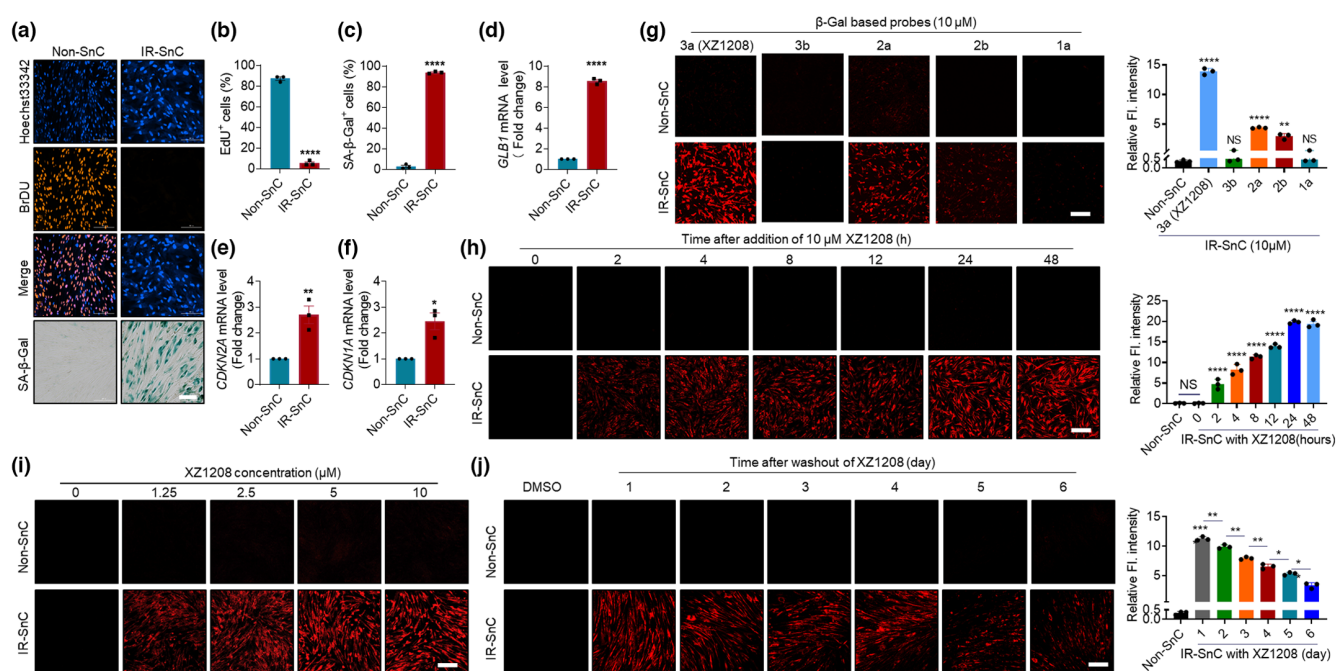 (a)
Non-SnC IR-SnC
Hoechst33342
BrDU
Merge
SA-β-Gal
(b)
EdU+ cells (%)
100
80
60
40
20
0
****
Non-SnC
IR-SnC
(c)
SA-β-Gal+ cells (%)
100
80
60
40
20
0
****
Non-SnC
IR-SnC
(d)
GLB1 mRNA level
( Fold change)
10
8
6
4
2
0
****
Non-SnC
IR-SnC
(e)
CDKN2A mRNA level
(Fold change)
4
3
2
1
0
**
Non-SnC
IR-SnC
(f)
CDKN1A mRNA level
(Fold change)
4
3
2
1
0
*
Non-SnC
IR-SnC
(g)
β-Gal based probes (10 μM)
3a (XZ1208) 3b 2a 2b 1a
Non-SnC
IR-SnC
Relative Fl. intensity
15
10
5
0.5
0.0
****
NS
****
**
NS
Non-SnC
3a (XZ1208)
3b
2a
2b
1a
IR-SnC (10μM)
(h)
Time after addition of 10 μM XZ1208 (h)
0 2 4 8 12 24 48
Non-SnC
IR-SnC
Relative Fl. intensity
25
20
15
10
5
0
NS
****
****
****
****
****
****
Non-SnC
0
2
4
8
12
24
48
IR-SnC with XZ1208(hours)
(i)
XZ1208 concentration (μM)
0 1.25 2.5 5 10
Non-SnC
IR-SnC
(j)
Time after washout of XZ1208 (day)
DMSO 1 2 3 4 5 6
Non-SnC
IR-SnC
Relative Fl. intensity
15
10
5
0.5
0.0
***
**
**
**
*
*
Non-SnC
1
2
3
4
5
6
IR-SnC with XZ1208 (day)